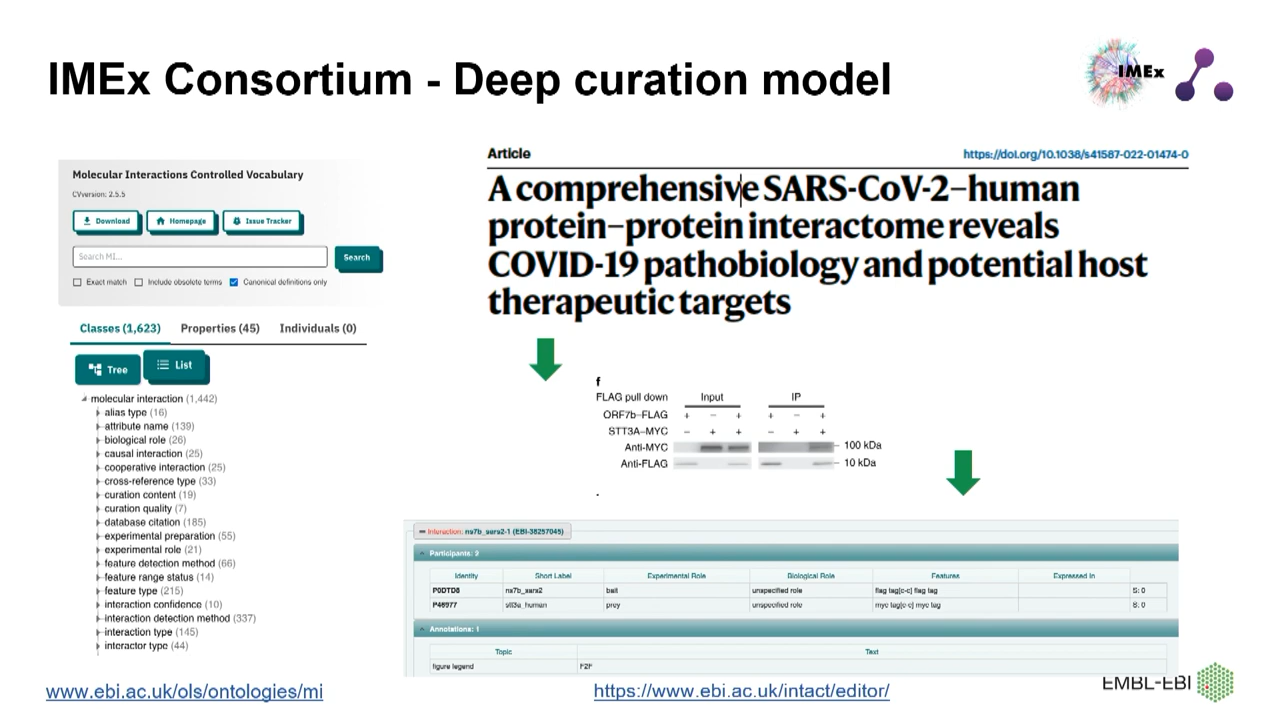 IMEx Consortium - Deep curation model
IMEx
Molecular Interactions Controlled Vocabulary
CVversion: 2.5.5
Download Homepage Issue Tracker
Search MI... Search
Exact match Include obsolete terms Canonical definitions only
Classes (1,623) Properties (45) Individuals (0)
Tree List
molecular interaction (1,442)
alias type (16)
attribute name (139)
biological role (26)
causal interaction (25)
cooperative interaction (25)
cross-reference type (33)
curation content (19)
curation quality (7)
database citation (185)
experimental preparation (55)
experimental role (21)
feature detection method (66)
feature range status (14)
feature type (215)
interaction confidence (10)
interaction detection method (337)
interaction type (145)
interactor type (44)
www.ebi.ac.uk/ols/ontologies/mi
Article https://doi.org/10.1038/s41587-022-01474-0
A comprehensive SARS-CoV-2–human
protein–protein interactome reveals
COVID-19 pathobiology and potential host
therapeutic targets
f
FLAG pull down Input IP
ORF7b–FLAG + – + + – +
STT3A–MYC – + + – + +
Anti-MYC 100 kDa
Anti-FLAG 10 kDa
Interaction: ns7b_sars2-1 (EBI-38257045)
Participants: 2
Identity Short Label Experimental Role Biological Role Features Expressed In
P0DTD8 ns7b_sars2 bait unspecified role flag tag[c-c] flag tag S: 0
P46977 stt3a_human prey unspecified role myc tag[c-c] myc tag S: 0
Annotations: 1
Topic Text
figure legend F2F
https://www.ebi.ac.uk/intact/editor/
EMBL-EBI